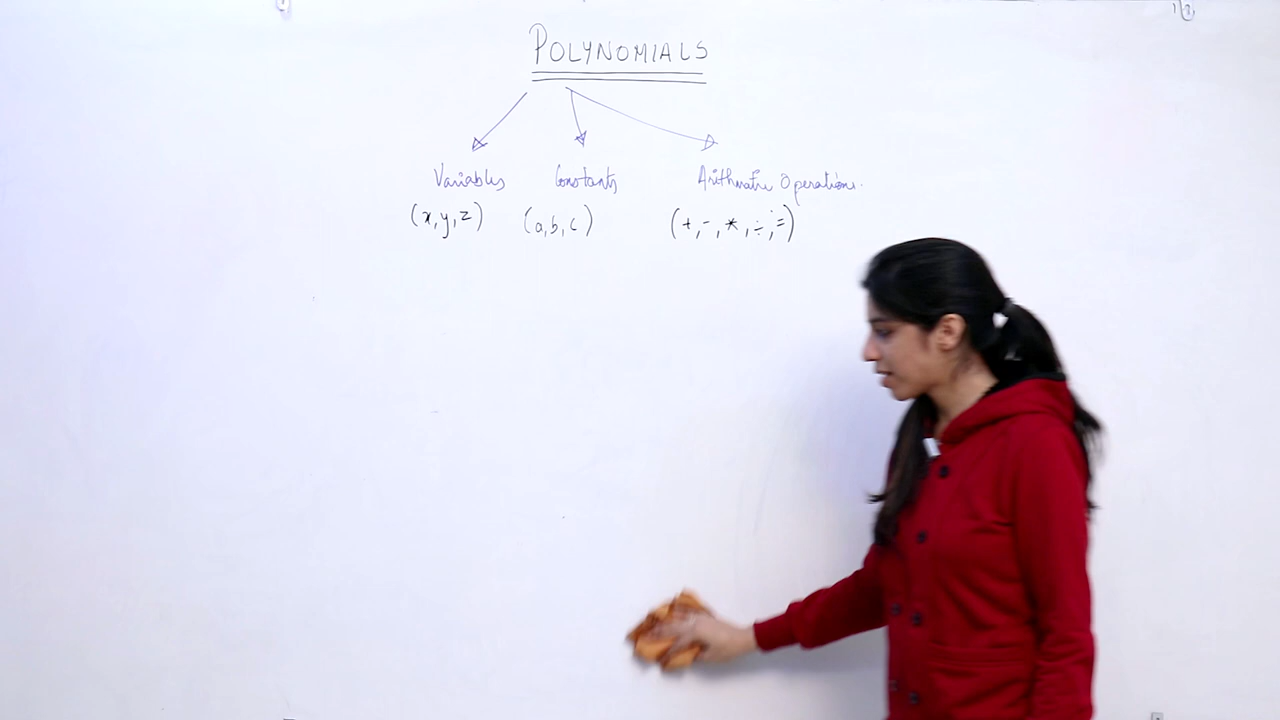 POLYNOMIALS
Variables Constants Arithmetic Operations.
(x,y,z) (a,b,c) (+,-,*,÷,=)